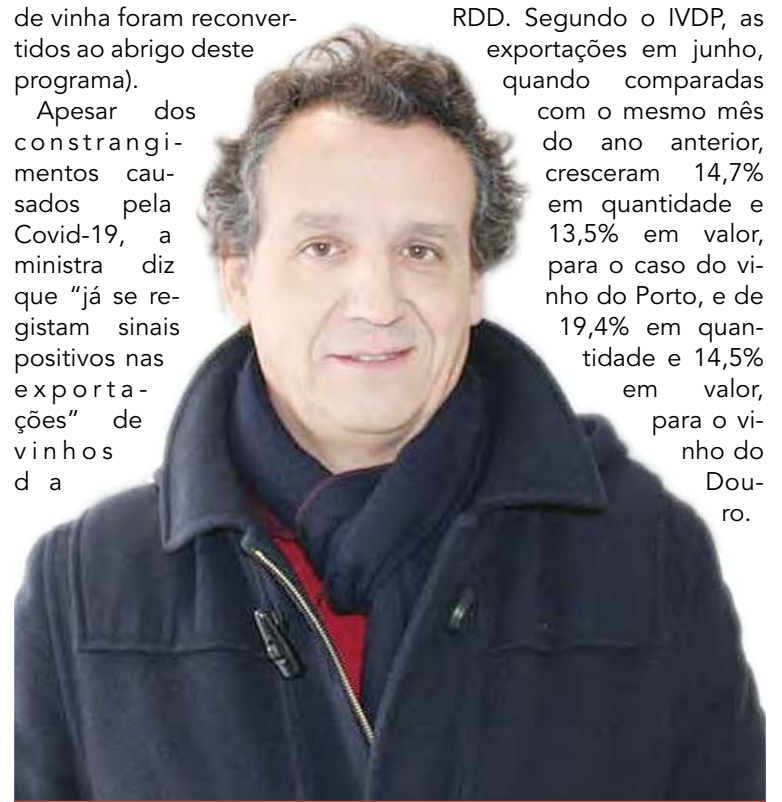 de vinha foram reconver-
tidos ao abrigo deste
programa).
Apesar dos
constrangi-
mentos cau-
sados pela
Covid-19, a
ministra diz
que “já se re-
gistam sinais
positivos nas
exporta-
ções” de
vinhos
da
RDD. Segundo o IVDP, as
exportações em junho,
quando comparadas
com o mesmo mês
do ano anterior,
cresceram 14,7%
em quantidade e
13,5% em valor,
para o caso do vi-
nho do Porto, e de
19,4% em quan-
tidade e 14,5%
em valor,
para o vi-
nho do
Dou-
ro.